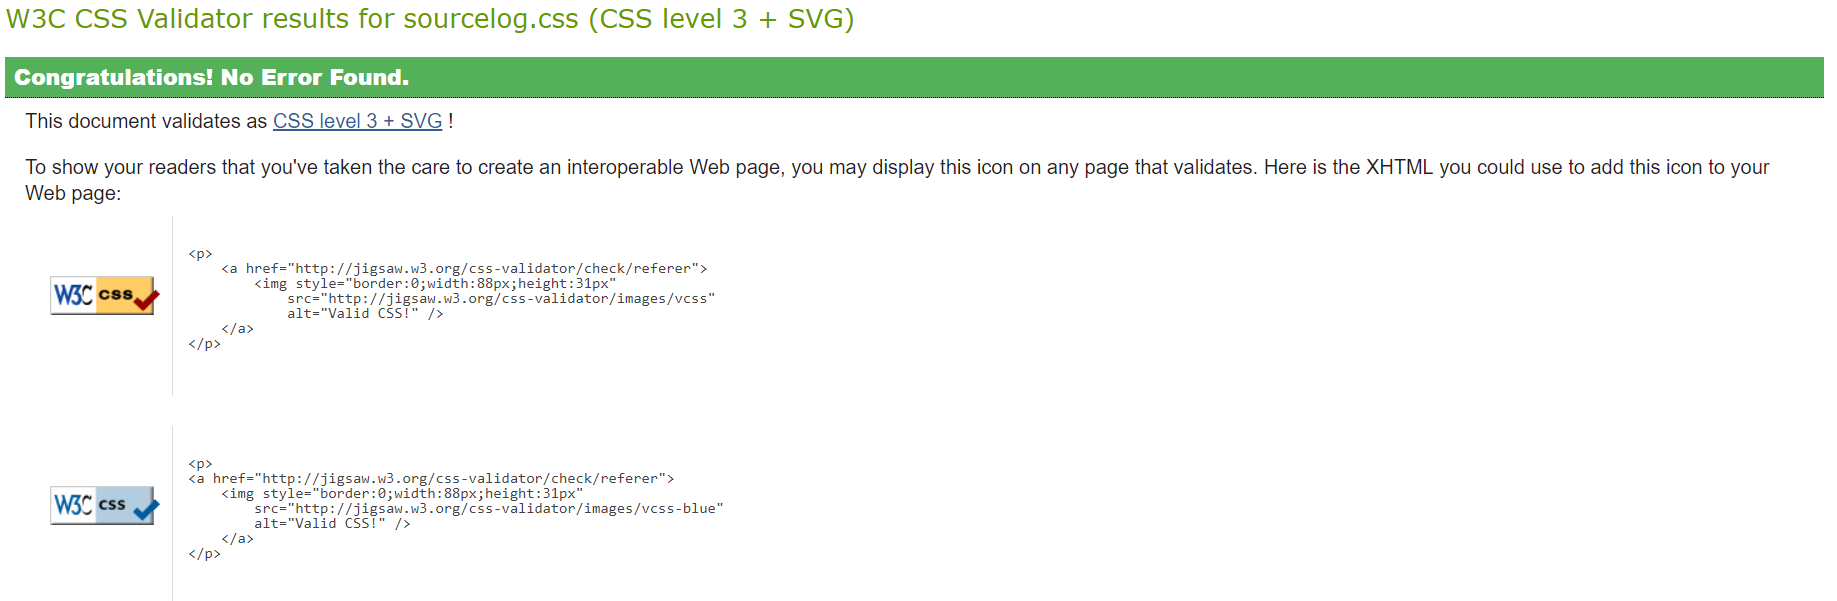 W3C CSS Validator results for sourcelog.css (CSS level 3 + SVG)
Congratulations! No Error Found.
This document validates as CSS level 3 + SVG !
To show your readers that you've taken the care to create an interoperable Web page, you may display this icon on any page that validates. Here is the XHTML you could use to add this icon to your
Web page:
W3C css
<p>
    <a href="http://jigsaw.w3.org/css-validator/check/referer">
        <img style="border:0;width:88px;height:31px"
            src="http://jigsaw.w3.org/css-validator/images/vcss"
            alt="Valid CSS!" />
    </a>
</p>
W3C css
<p>
<a href="http://jigsaw.w3.org/css-validator/check/referer">
    <img style="border:0;width:88px;height:31px"
        src="http://jigsaw.w3.org/css-validator/images/vcss-blue"
        alt="Valid CSS!" />
    </a>
</p>